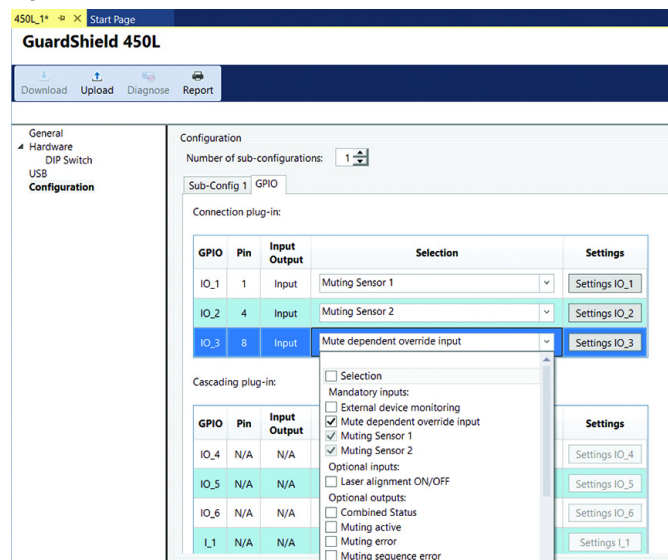 450L_1*
Start Page
GuardShield 450L
Download Upload Diagnose Report
General
Hardware
DIP Switch
USB
Configuration
Configuration
Number of sub-configurations: 1
Sub-Config 1 GPIO
Connection plug-in:
GPIO Pin Input Output Selection Settings
IO_1 1 Input Muting Sensor 1 Settings IO_1
IO_2 4 Input Muting Sensor 2 Settings IO_2
IO_3 8 Input Mute dependent override input Settings IO_3
Selection
Mandatory inputs:
External device monitoring
Mute dependent override input
Muting Sensor 1
Muting Sensor 2
Optional inputs:
Laser alignment ON/OFF
Optional outputs:
Combined Status
Muting active
Muting error
Muting sequence error
Cascading plug-in:
GPIO Pin Input Output Settings
IO_4 N/A N/A Settings IO_4
IO_5 N/A N/A Settings IO_5
IO_6 N/A N/A Settings IO_6
I_1 N/A N/A Settings I_1